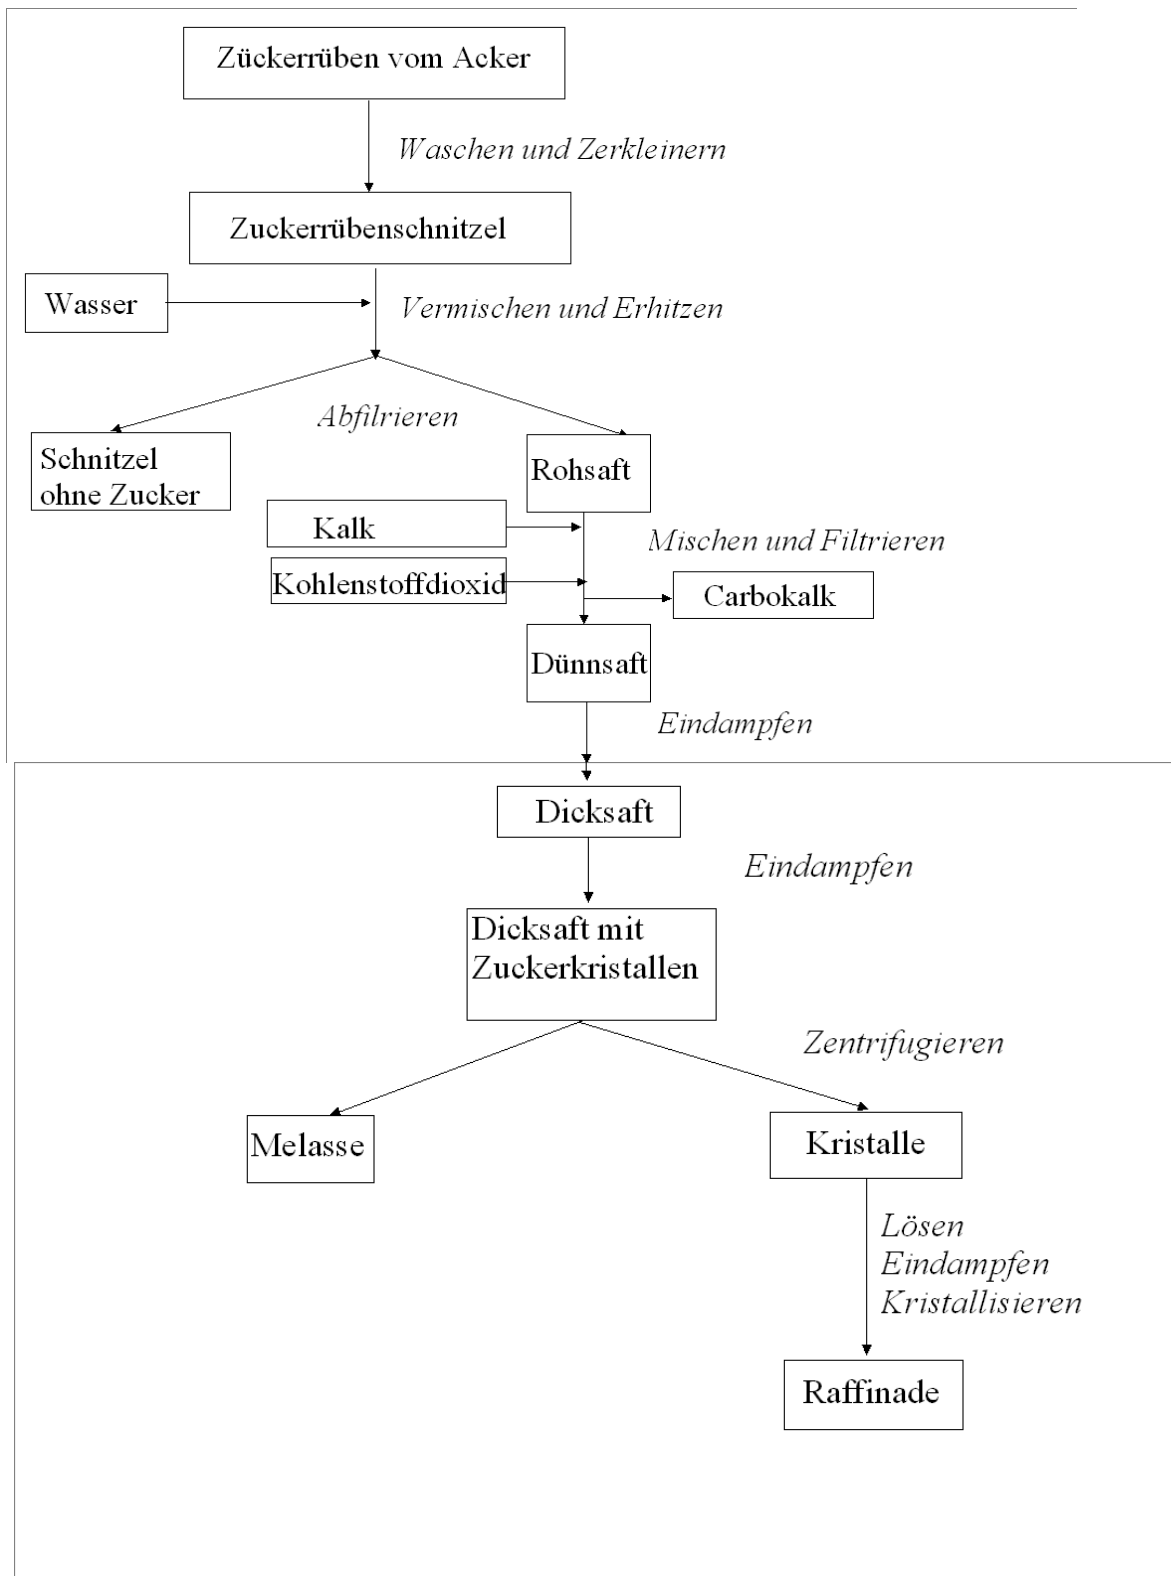 Zückerrüben vom Acker
Waschen und Zerkleinern
Zuckerrübenschnitzel
Wasser
Vermischen und Erhitzen
Abfilrieren
Schnitzel
ohne Zucker
Rohsaft
Kalk
Mischen und Filtrieren
Kohlenstoffdioxid
Carbokalk
Dünnsaft
Eindampfen
Dicksaft
Eindampfen
Dicksaft mit
Zuckerkristallen
Zentrifugieren
Melasse
Kristalle
Lösen
Eindampfen
Kristallisieren
Raffinade